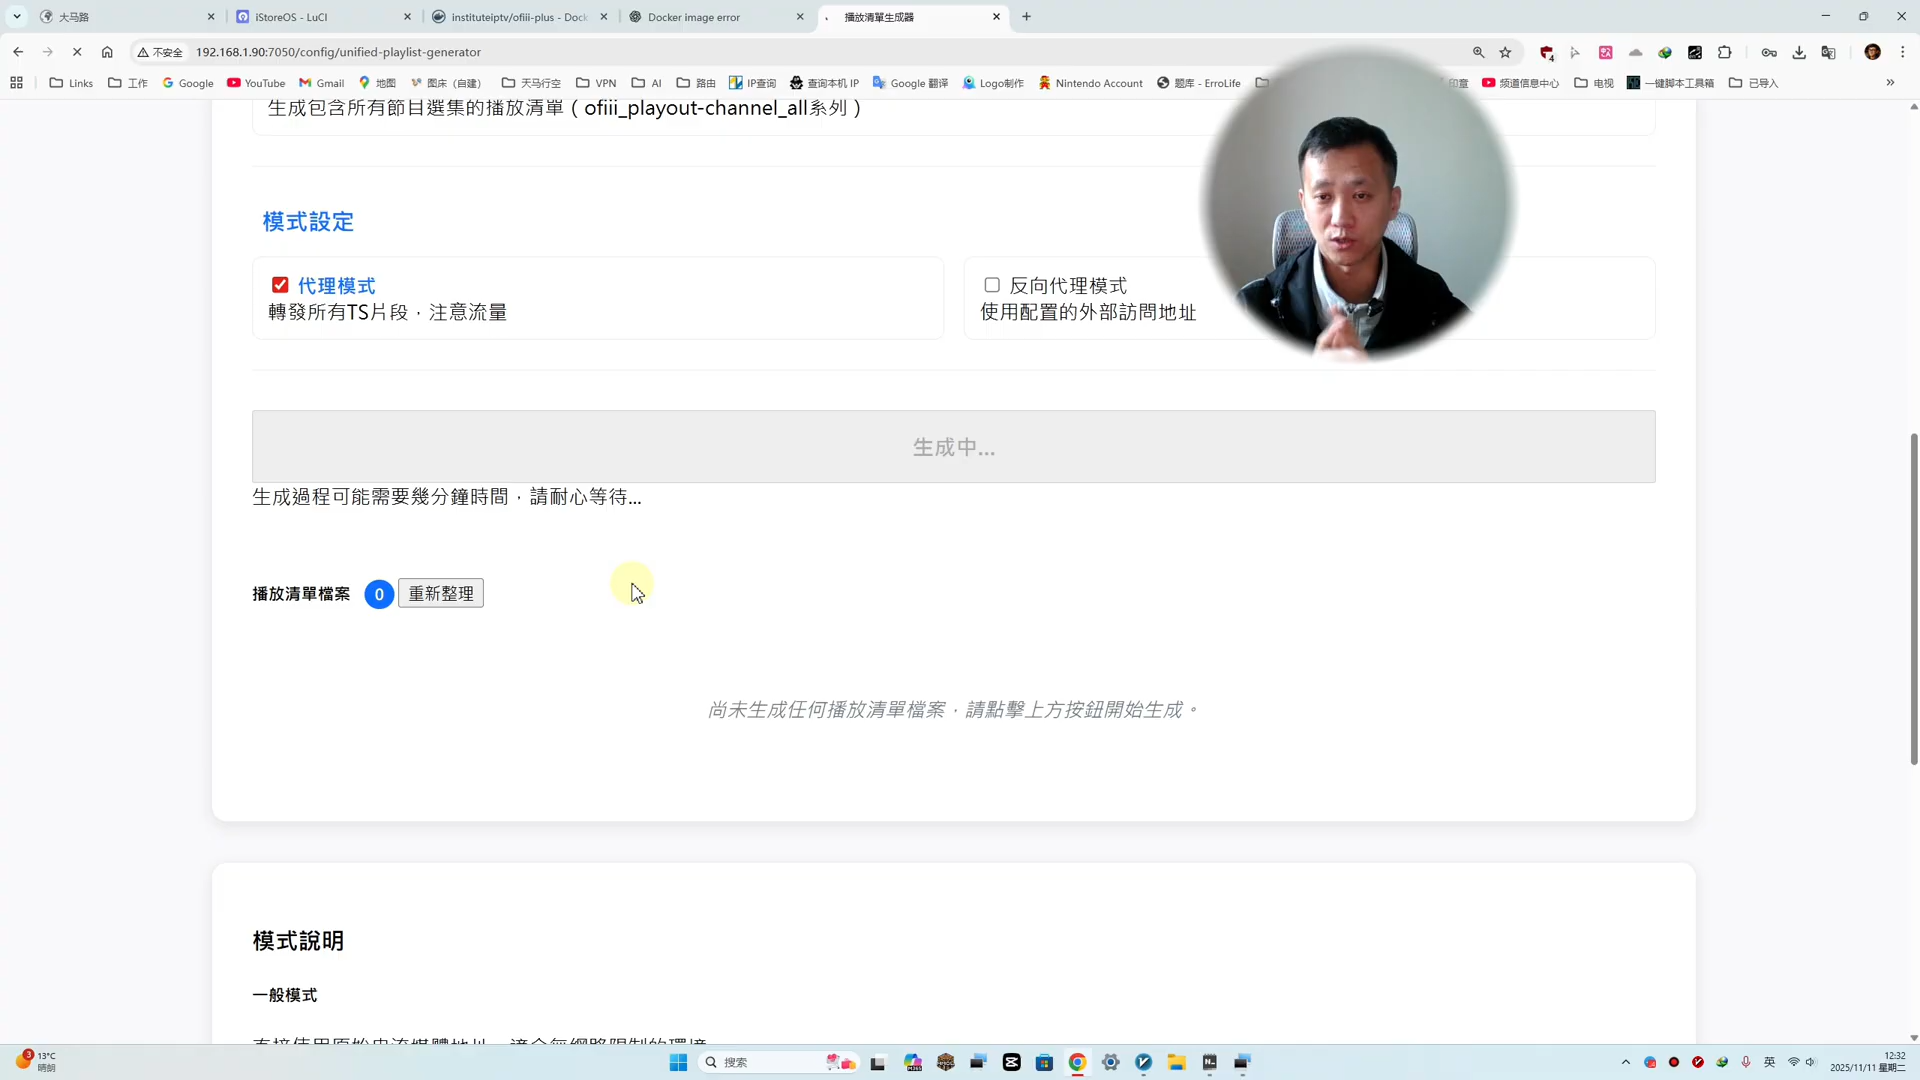 大马路
iStoreOS - LuCI
instituteiptv/ofiii-plus - Dock
Docker image error
播放清單生成器
不安全
192.168.1.90:7050/config/unified-playlist-generator
Links
工作
Google
YouTube
Gmail
地图
图床（自建）
天马行空
VPN
AI
路由
IP查询
查询本机 IP
Google 翻译
Logo制作
Nintendo Account
题库 - ErroLife
印章
频道信息中心
电视
一键脚本工具箱
已导入
生成包含所有節目選集的播放清單（ofiii_playout-channel_all系列）
模式設定
代理模式
轉發所有TS片段，注意流量
反向代理模式
使用配置的外部訪問地址
生成中...
生成過程可能需要幾分鐘時間，請耐心等待...
播放清單檔案 0 重新整理
尚未生成任何播放清單檔案，請點擊上方按鈕開始生成。
模式說明
一般模式
13°C
晴朗
搜索
英
12:32
2025/11/11 星期二